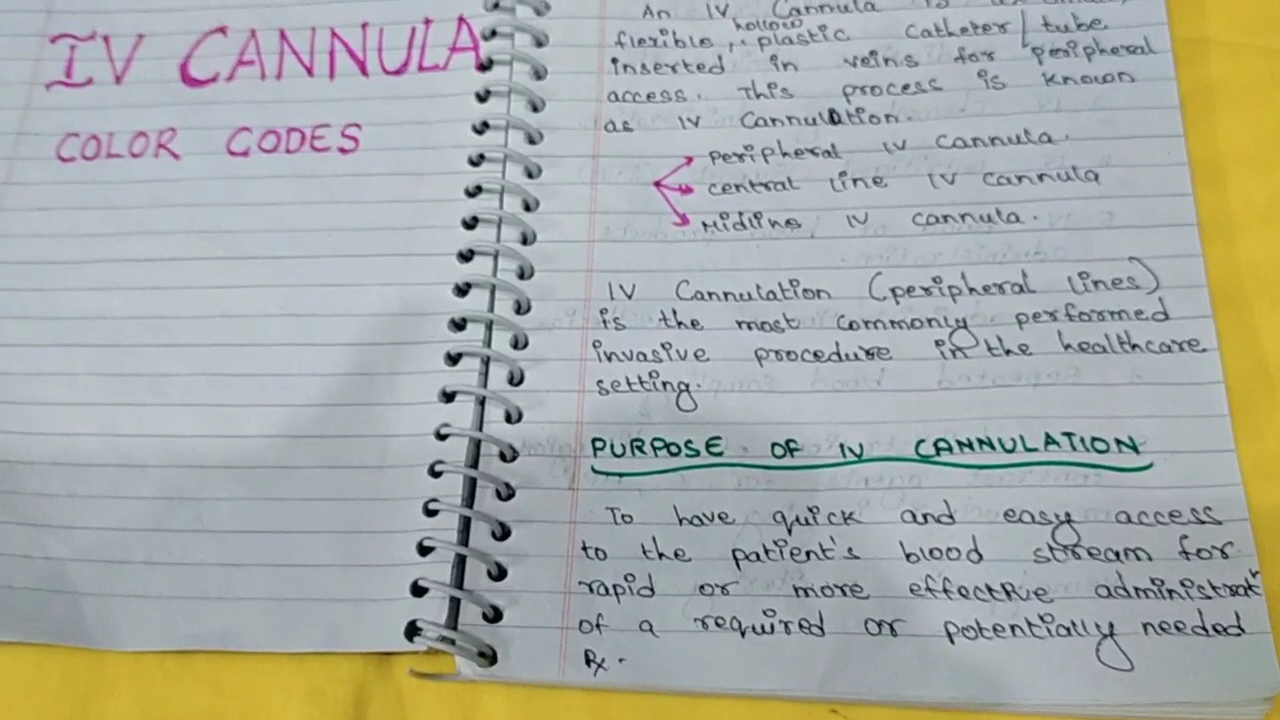 IV CANNULA
COLOR CODES
An IV Cannula is
hollow
flexible, plastic catheter/tube
inserted in veins for peripheral
access. This process is known
as IV Cannulation.
peripheral IV cannula.
central line IV cannula
Midline IV cannula.
IV Cannulation (peripheral lines)
is the most commonly performed
invasive procedure in the healthcare
setting.
PURPOSE OF IV CANNULATION
To have quick and easy access
to the patient's blood stream for
rapid or more effective administratⁿ
of a required or potentially needed
Rx.